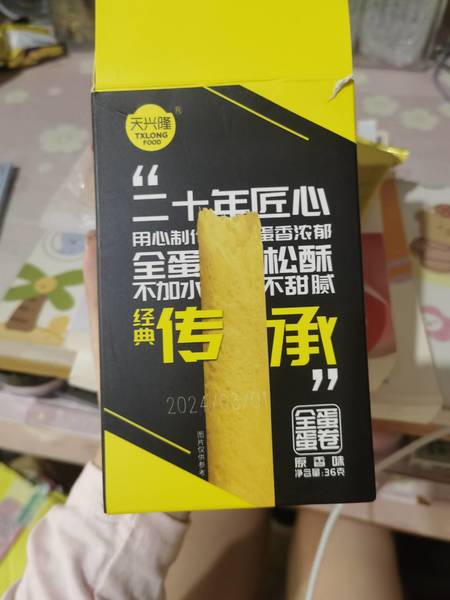 天兴隆
TXLONG
FOOD
®
“二十年匠心
用心制 蛋香浓郁
全蛋 松酥
不加水 不甜腻
经典传承”
2024/03/01
全蛋
蛋卷
原香味
净含量:36克
图片仅供参考